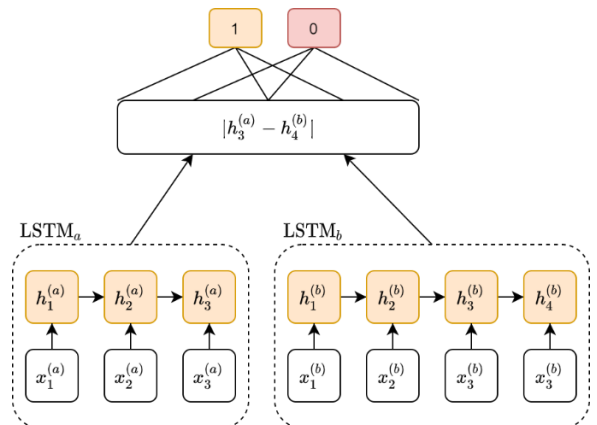 1 0
|h_3^{(a)} − h_4^{(b)}|
LSTM_a LSTM_b
h_1^{(a)} h_2^{(a)} h_3^{(a)} h_1^{(b)} h_2^{(b)} h_3^{(b)} h_4^{(b)}
x_1^{(a)} x_2^{(a)} x_3^{(a)} x_1^{(b)} x_2^{(b)} x_3^{(b)} x_3^{(b)}